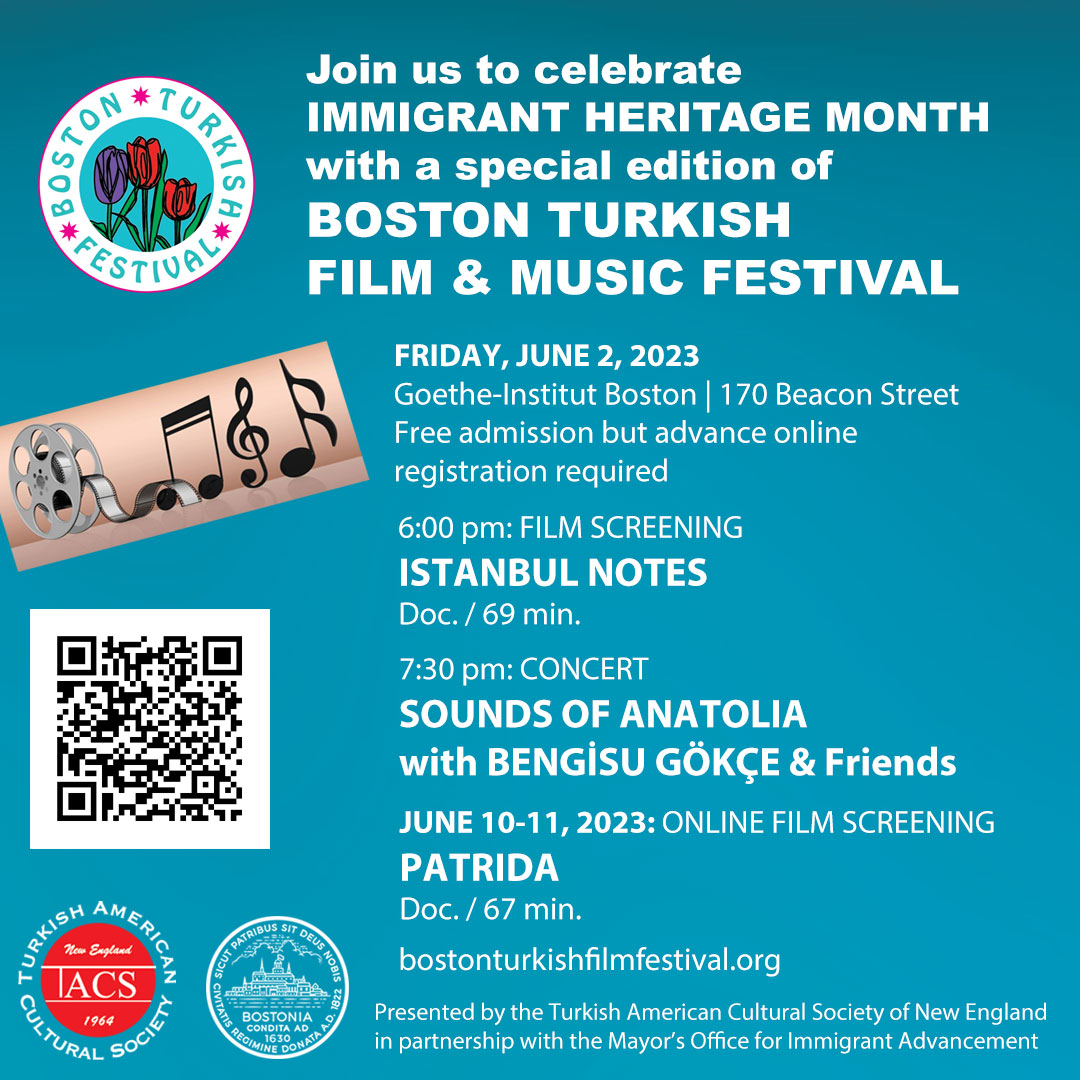 BOSTON TURKISH FESTIVAL
Join us to celebrate
IMMIGRANT HERITAGE MONTH
with a special edition of
BOSTON TURKISH
FILM & MUSIC FESTIVAL
FRIDAY, JUNE 2, 2023
Goethe-Institut Boston | 170 Beacon Street
Free admission but advance online
registration required
6:00 pm: FILM SCREENING
ISTANBUL NOTES
Doc. / 69 min.
7:30 pm: CONCERT
SOUNDS OF ANATOLIA
with BENGİSU GÖKÇE & Friends
JUNE 10-11, 2023: ONLINE FILM SCREENING
PATRIDA
Doc. / 67 min.
bostonturkishfilmfestival.org
Presented by the Turkish American Cultural Society of New England
in partnership with the Mayor's Office for Immigrant Advancement
TURKISH AMERICAN
CULTURAL SOCIETY
New England
TACS
1964
SICUT PATRIBUS SIT DEUS NOBIS
CIVITATIS REGIMINE DONATA A.D. 1822
BOSTONIA
CONDITA AD
1630